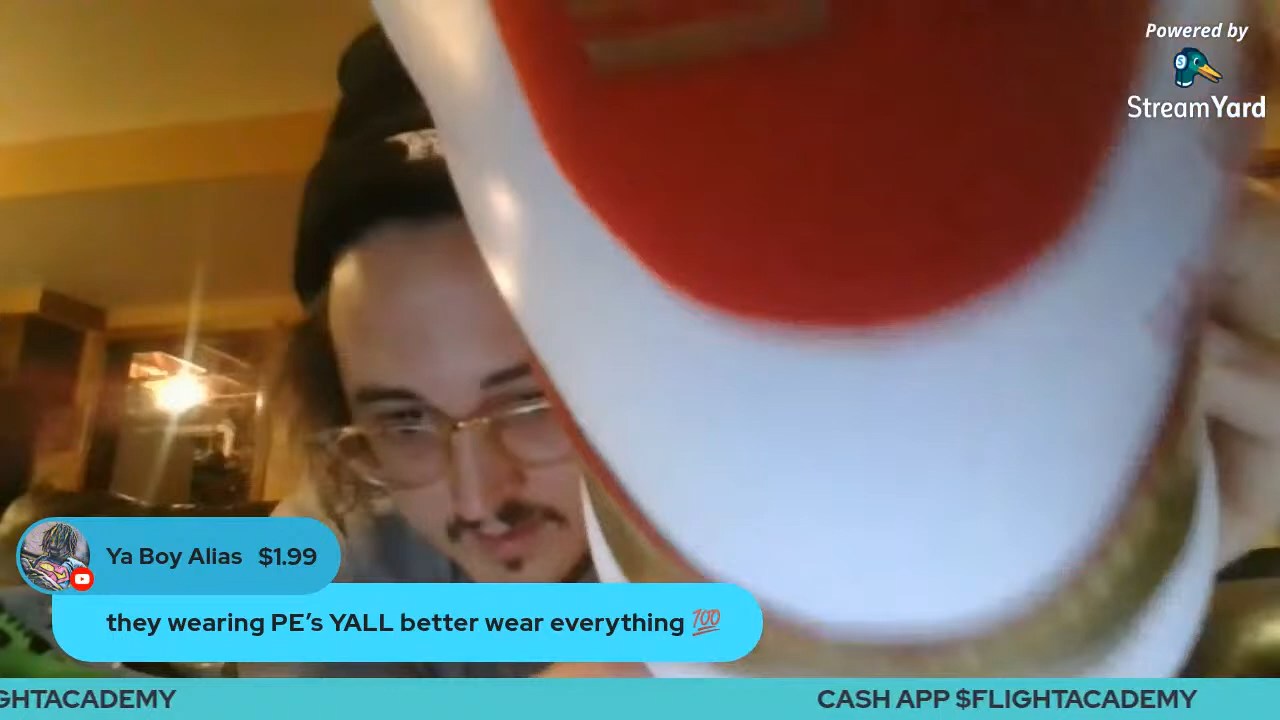 Powered by
StreamYard
Ya Boy Alias $1.99
they wearing PE’s YALL better wear everything 💯
GHTACADEMY CASH APP $FLIGHTACADEMY